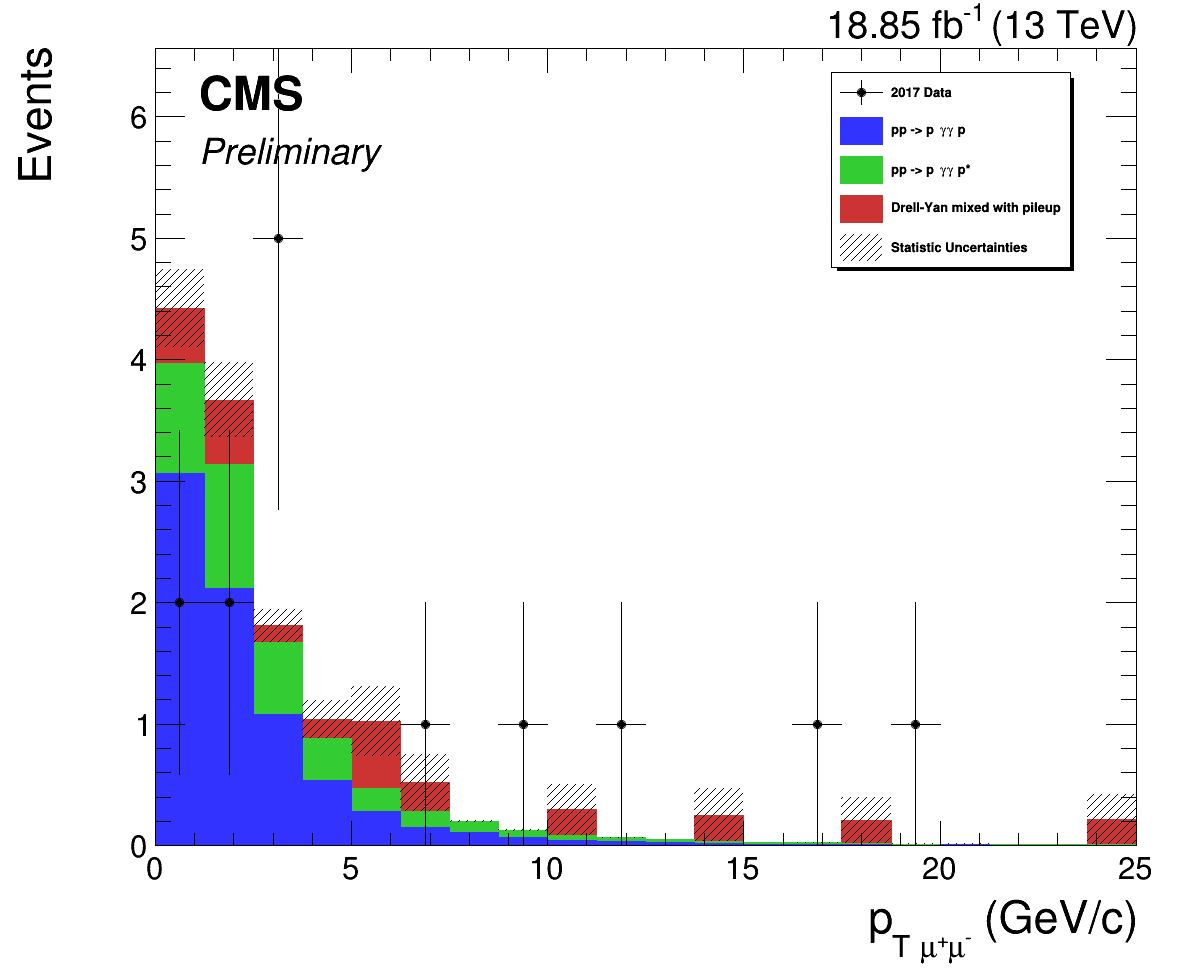 18.85 fb-1 (13 TeV)
Events
CMS
Preliminary
2017 Data
pp -> p γγ p
pp -> p γγ p*
Drell-Yan mixed with pileup
Statistic Uncertainties
6
5
4
3
2
1
0
0 5 10 15 20 25
pT μ+μ- (GeV/c)